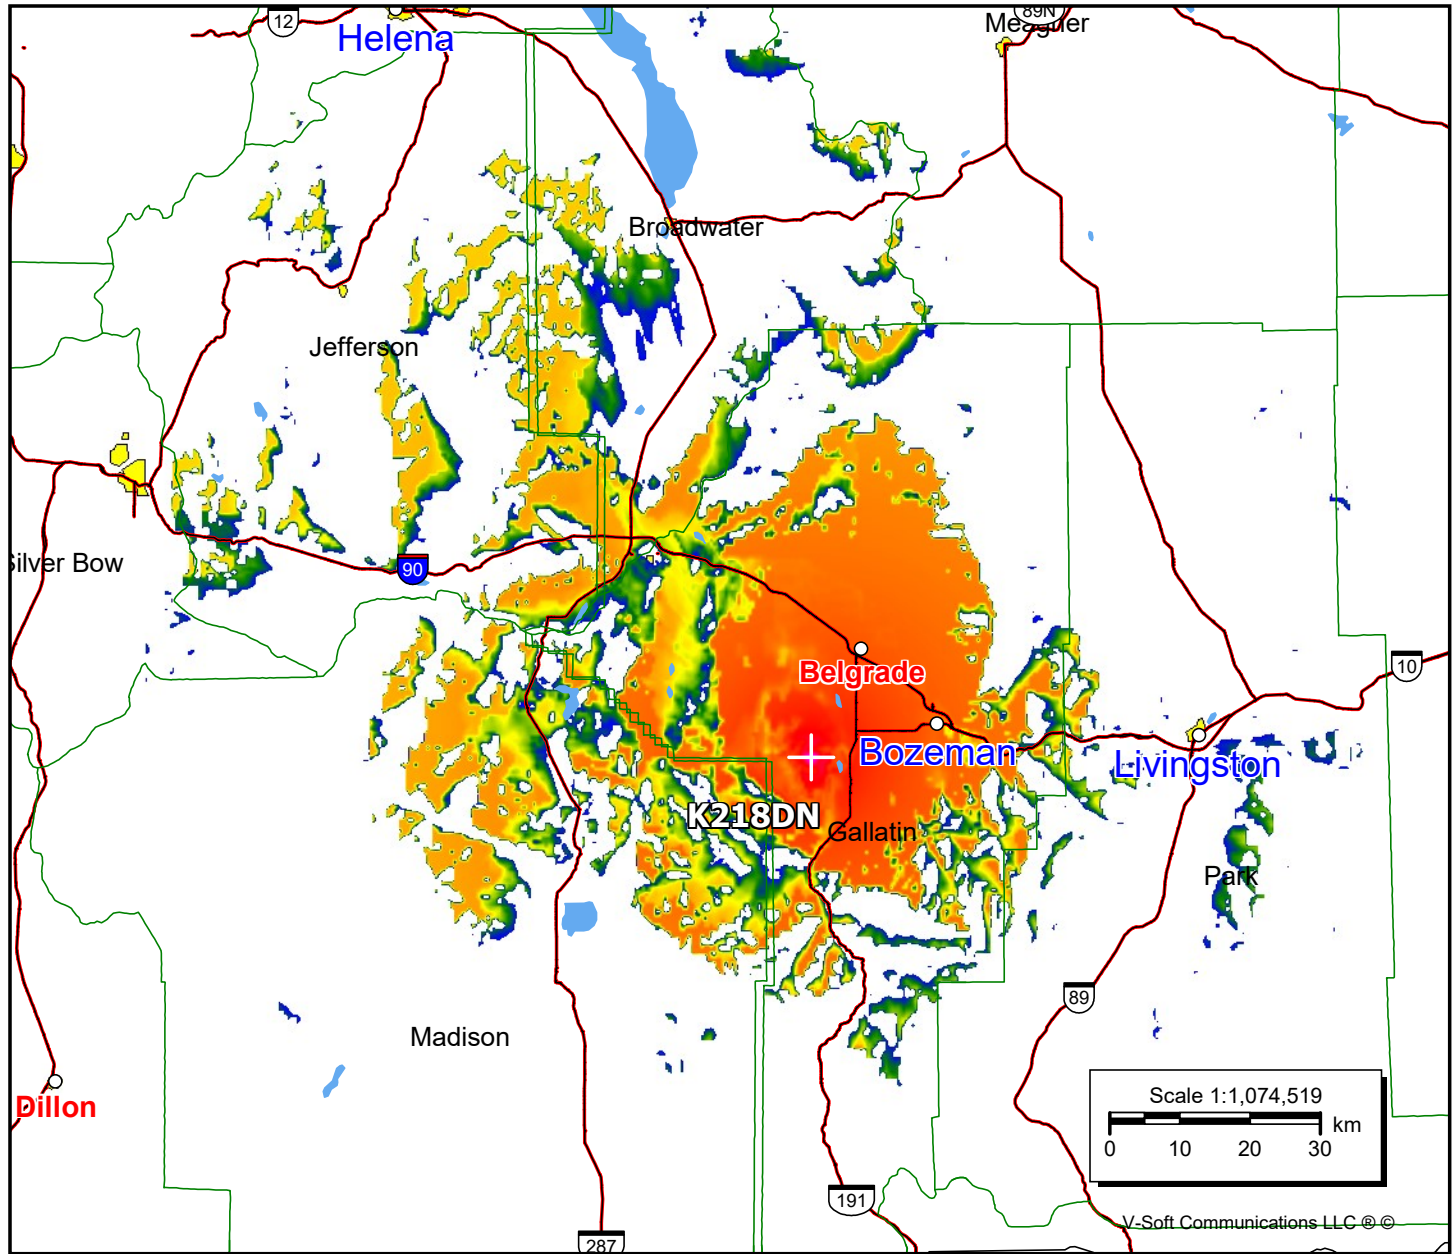 12
89N
Meagher
Helena
Broadwater
Jefferson
Silver Bow
90
10
Belgrade
Bozeman
Livingston
K218DN
Gallatin
Park
89
Madison
Dillon
Scale 1:1,074,519
km
0 10 20 30
191
V-Soft Communications LLC ® ©
287